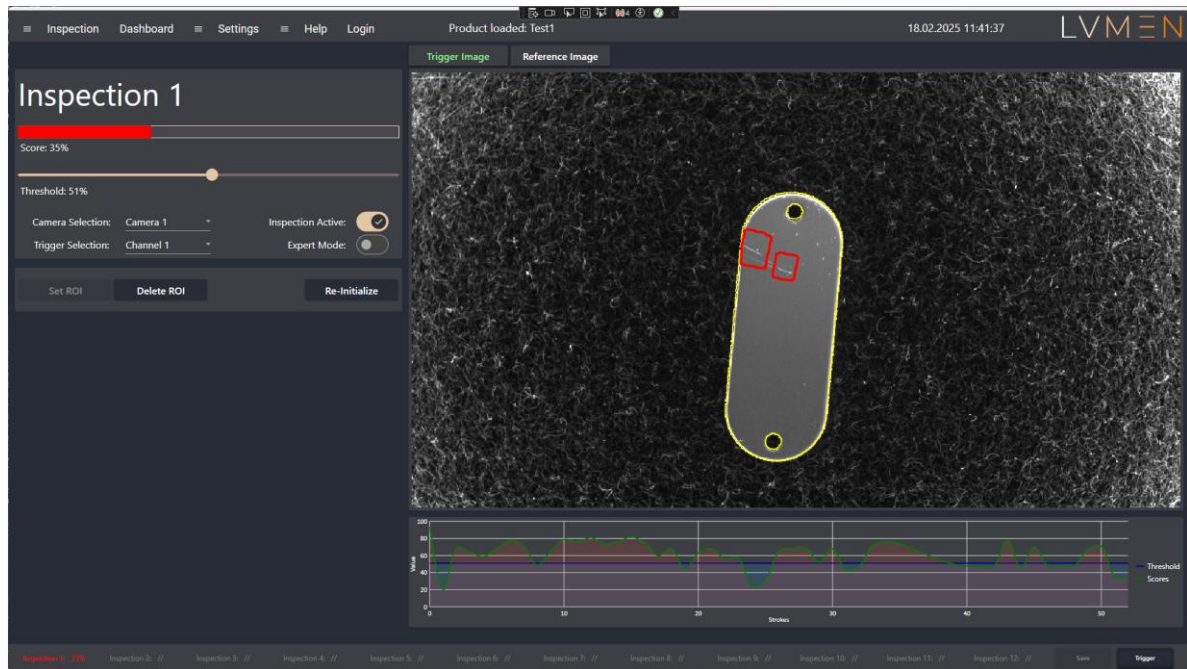 4
Inspection Dashboard Settings Help Login Product loaded: Test1 18.02.2025 11:41:37 LVMEN
Trigger Image Reference Image
Inspection 1
Score: 35%
Threshold: 51%
Camera Selection: Camera 1 Inspection Active:
Trigger Selection: Channel 1 Expert Mode:
Set ROI Delete ROI Re-Initialize
100
80
60
40
20
0
Value
0 10 20 30 40 50
Strokes
Threshold
Scores
Inspection 2: // Inspection 3: // Inspection 4: // Inspection 5: // Inspection 6: // Inspection 7: // Inspection 8: // Inspection 9: // Inspection 10: // Inspection 11: // Inspection 12: // Save Trigger